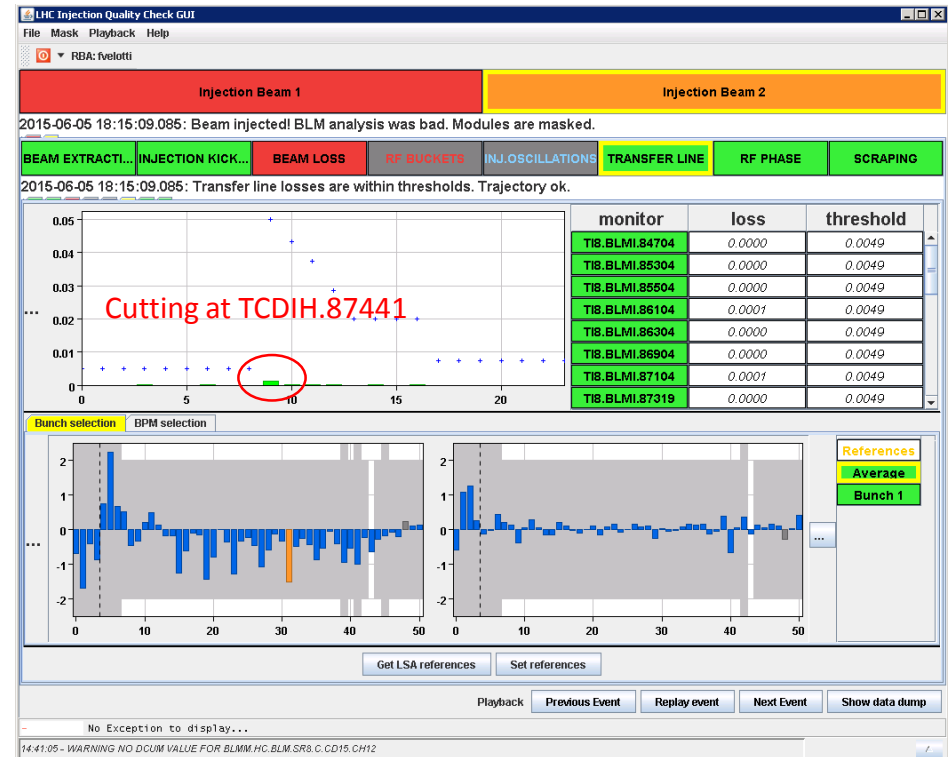 LHC Injection Quality Check GUI
File Mask Playback Help
RBA: fvelotti
Injection Beam 1 Injection Beam 2
2015-06-05 18:15:09.085: Beam injected! BLM analysis was bad. Modules are masked.
BEAM EXTRACTI... INJECTION KICK... BEAM LOSS RF BUCKETS INJ.OSCILLATIONS TRANSFER LINE RF PHASE SCRAPING
2015-06-05 18:15:09.085: Transfer line losses are within thresholds. Trajectory ok.
monitor loss threshold
TI8.BLMI.84704 0.0000 0.0049
TI8.BLMI.85304 0.0000 0.0049
TI8.BLMI.85504 0.0000 0.0049
TI8.BLMI.86104 0.0001 0.0049
TI8.BLMI.86304 0.0000 0.0049
TI8.BLMI.86904 0.0000 0.0049
TI8.BLMI.87104 0.0001 0.0049
TI8.BLMI.87319 0.0000 0.0049
0.05
0.04
0.03
0.02
0.01
0
0 5 10 15 20
...
Cutting at TCDIH.87441
Bunch selection BPM selection
...
2
1
0
-1
-2
0 10 20 30 40 50
2
1
0
-1
-2
0 10 20 30 40 50
...
References
Average
Bunch 1
Get LSA references Set references
Playback Previous Event Replay event Next Event Show data dump
- No Exception to display...
14:41:05 - WARNING NO DCUM VALUE FOR BLMM.HC.BLM.SR8.C.CD15.CH12